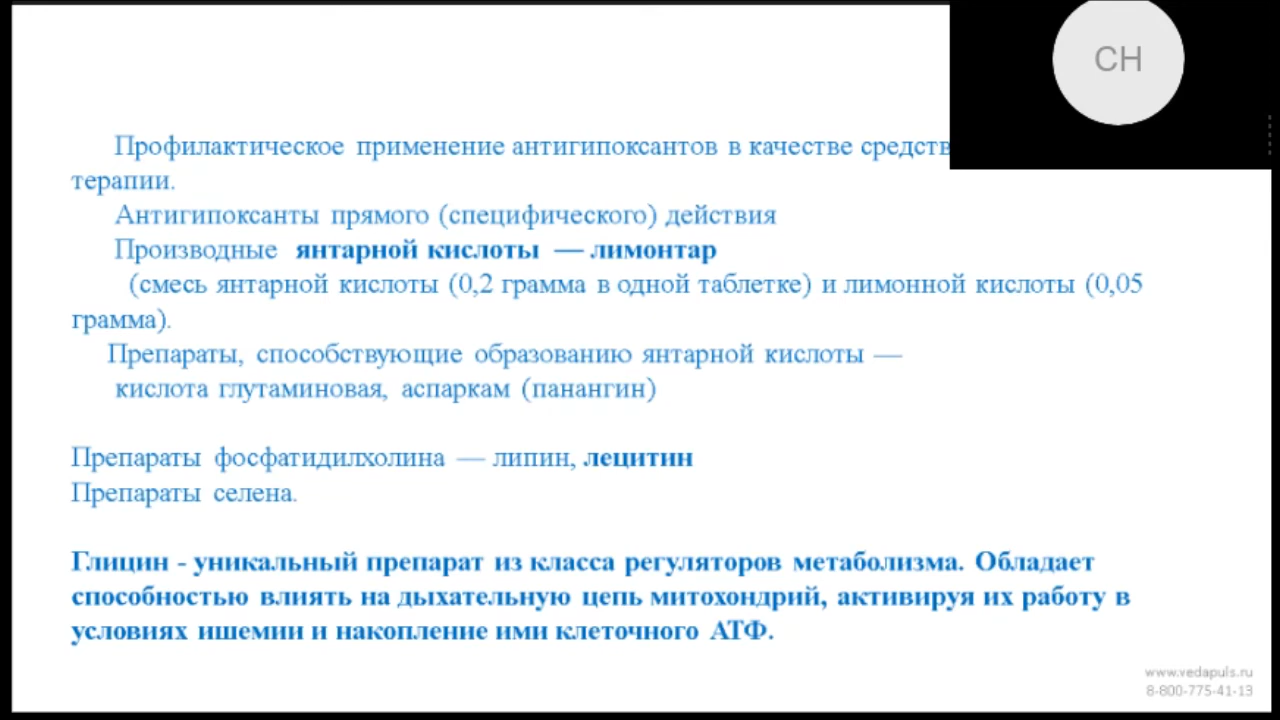 СН
Профилактическое применение антигипоксантов в качестве
терапии.
Антигипоксанты прямого (специфического) действия
Производные янтарной кислоты — лимонтар
(смесь янтарной кислоты (0,2 грамма в одной таблетке) и лимонной кислоты (0,05
грамма).
Препараты, способствующие образованию янтарной кислоты —
кислота глутаминовая, аспаркам (панангин)
Препараты фосфатидилхолина — липин, лецитин
Препараты селена.
Глицин - уникальный препарат из класса регуляторов метаболизма. Обладает
способностью влиять на дыхательную цепь митохондрий, активируя их работу в
условиях ишемии и накопление ими клеточного АТФ.
www.vedapuls.ru
8-800-775-41-13